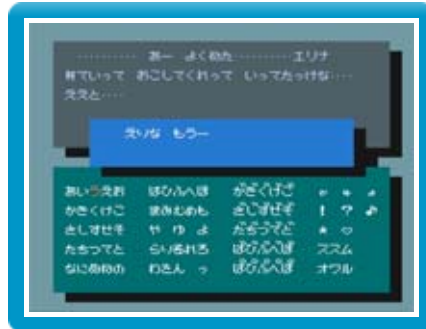 ………… あー よくねた………… エリナ
おこしてくれって いってたっけな‥‥
ええと‥‥
えりな もうー
あいうえお はひふへほ がぎぐげご ゃ ゅ ょ
かきくけこ まみむめも ざじずぜぞ ! ? ♪
さしすせそ や ゆ よ だぢづでど ★ ♥
たちつてと らりるれろ ばびぶべぼ ススム
なにぬねの わをん っ ぱぴぷぺぽ オワル